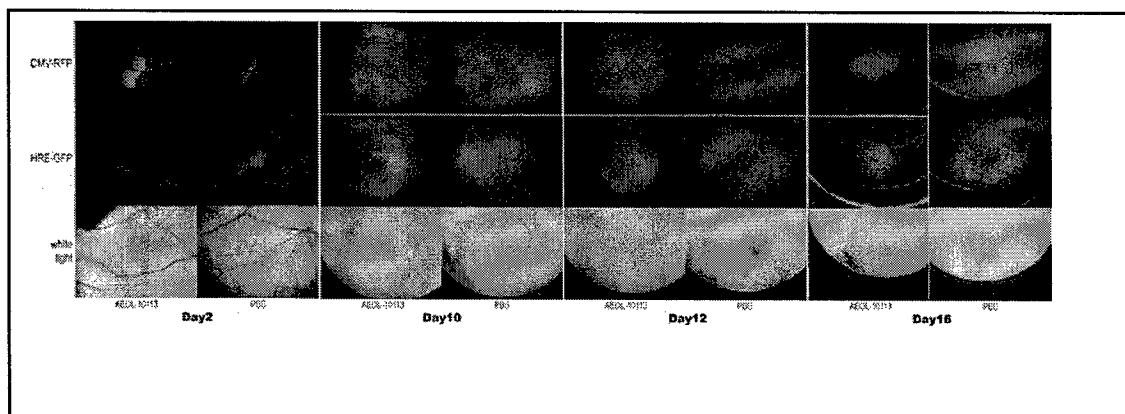 CMV-RFP
HRE-GFP
white
light
AEOL-10113 PBS AEOL-10113 PBS AEOL-10113 PBS AEOL-10113 PBS
Day2 Day10 Day12 Day16